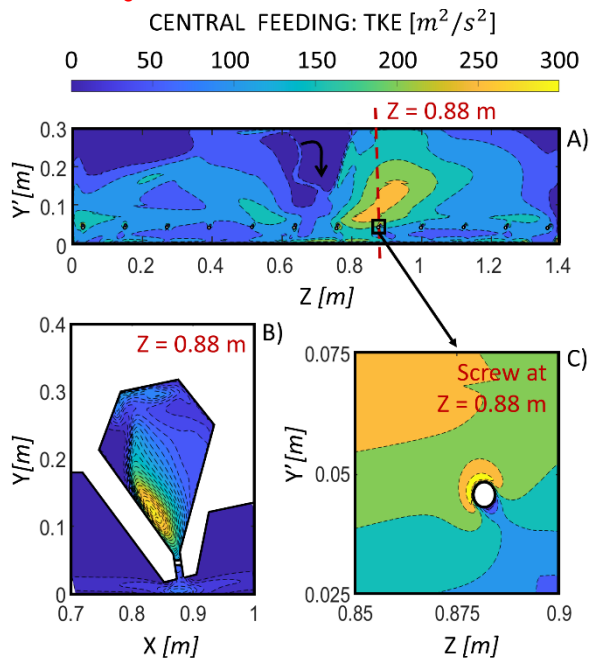 CENTRAL FEEDING: TKE [m²/s²]
0 50 100 150 200 250 300
Z = 0.88 m
A)
0.3
0.2
0.1
0
Y'[m]
0 0.2 0.4 0.6 0.8 1.0 1.2 1.4
Z [m]
B)
Z = 0.88 m
0.4
0.3
0.2
0.1
0
Y[m]
0.7 0.8 0.9 1
X [m]
C)
Screw at
Z = 0.88 m
0.075
0.05
0.025
Y'[m]
0.85 0.875 0.9
Z [m]